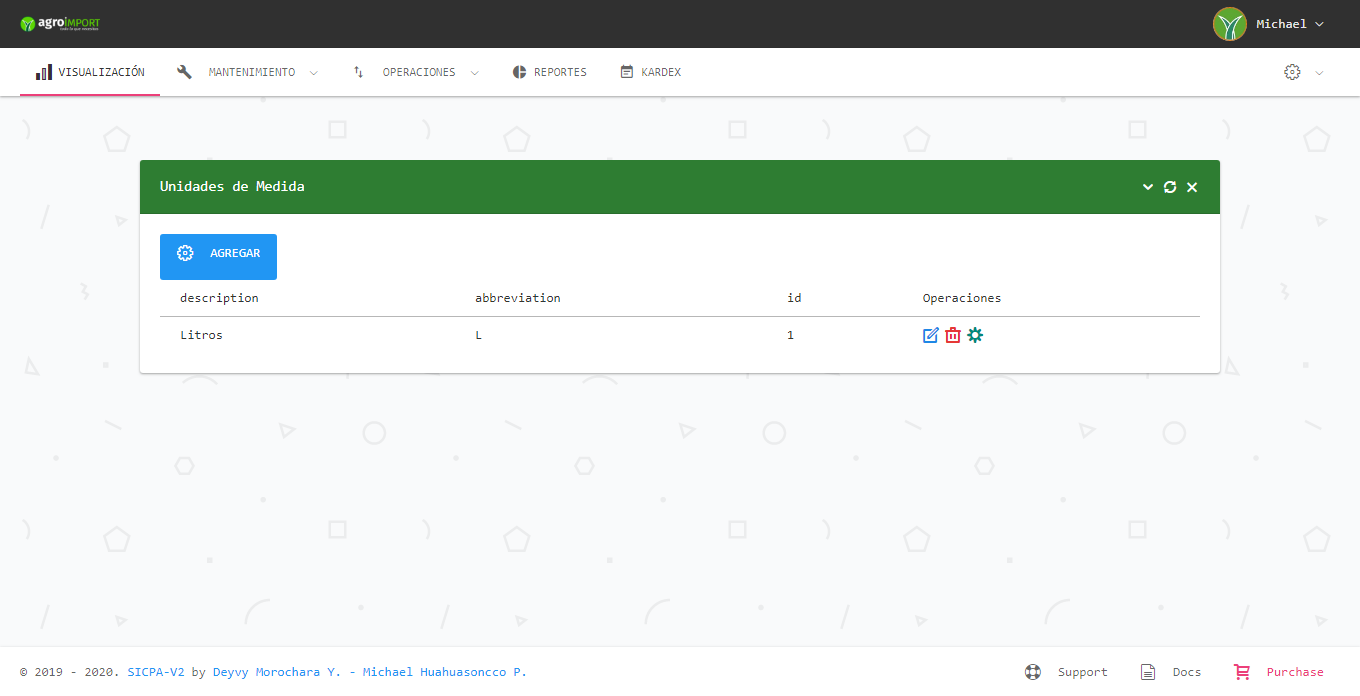 agroIMPORT
Michael
VISUALIZACIÓN MANTENIMIENTO OPERACIONES REPORTES KARDEX
Unidades de Medida
AGREGAR
description abbreviation id Operaciones
Litros L 1
© 2019 - 2020. SICPA-V2 by Deyvy Morochara Y. - Michael Huahuasoncco P.
Support Docs Purchase